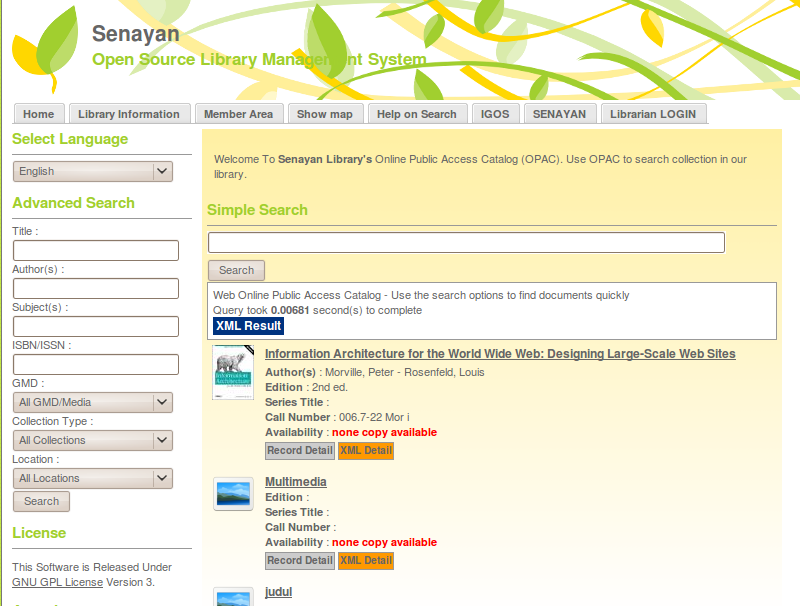 Senayan
Open Source Library Management System
Home
Library Information
Member Area
Show map
Help on Search
IGOS
SENAYAN
Librarian LOGIN
Select Language
English
Advanced Search
Title :
Author(s) :
Subject(s) :
ISBN/ISSN :
GMD :
All GMD/Media
Collection Type :
All Collections
Location :
All Locations
Search
License
This Software is Released Under
GNU GPL License Version 3.
Welcome To Senayan Library's Online Public Access Catalog (OPAC). Use OPAC to search collection in our
library.
Simple Search
Search
Web Online Public Access Catalog - Use the search options to find documents quickly
Query took 0.00681 second(s) to complete
XML Result
Information Architecture for the World Wide Web: Designing Large-Scale Web Sites
Author(s) : Morville, Peter - Rosenfeld, Louis
Edition : 2nd ed.
Series Title :
Call Number : 006.7-22 Mor i
Availability : none copy available
Record Detail XML Detail
Information
Architecture
Multimedia
Edition :
Series Title :
Call Number :
Availability : none copy available
Record Detail XML Detail
judul